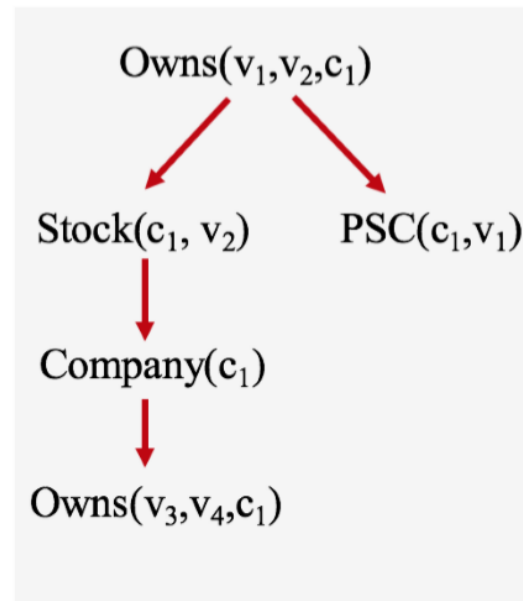 Owns(v₁,v₂,c₁)
Stock(c₁, v₂) PSC(c₁,v₁)
Company(c₁)
Owns(v₃,v₄,c₁)